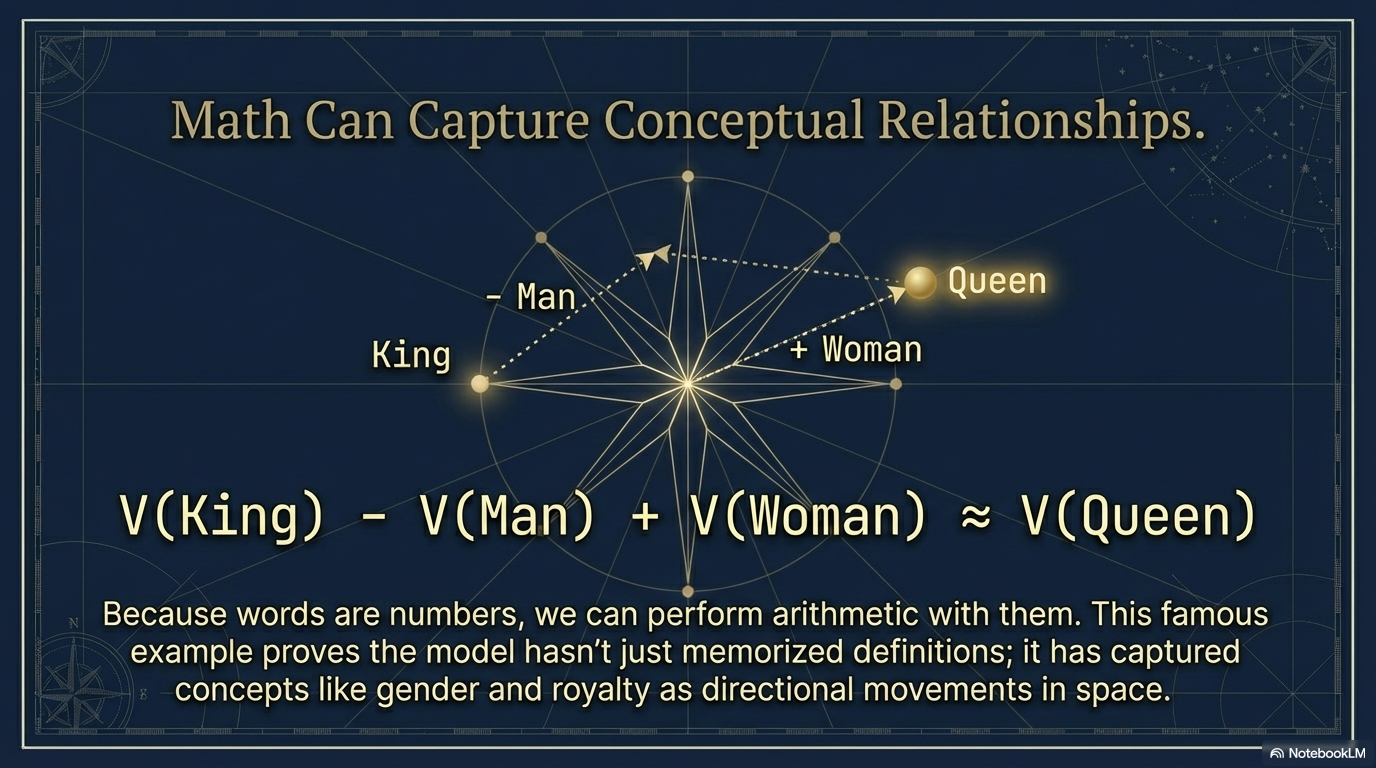 Math Can Capture Conceptual Relationships.
- Man
Queen
King
+ Woman
V(King) - V(Man) + V(Woman) ≈ V(Queen)
Because words are numbers, we can perform arithmetic with them. This famous
example proves the model hasn’t just memorized definitions; it has captured
concepts like gender and royalty as directional movements in space.
N
E
NotebookLM